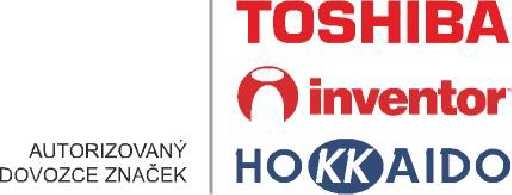 AUTORIZOVANÝ
DOVOZCE ZNAČEK
TOSHIBA
inventor
HOKKAIDO